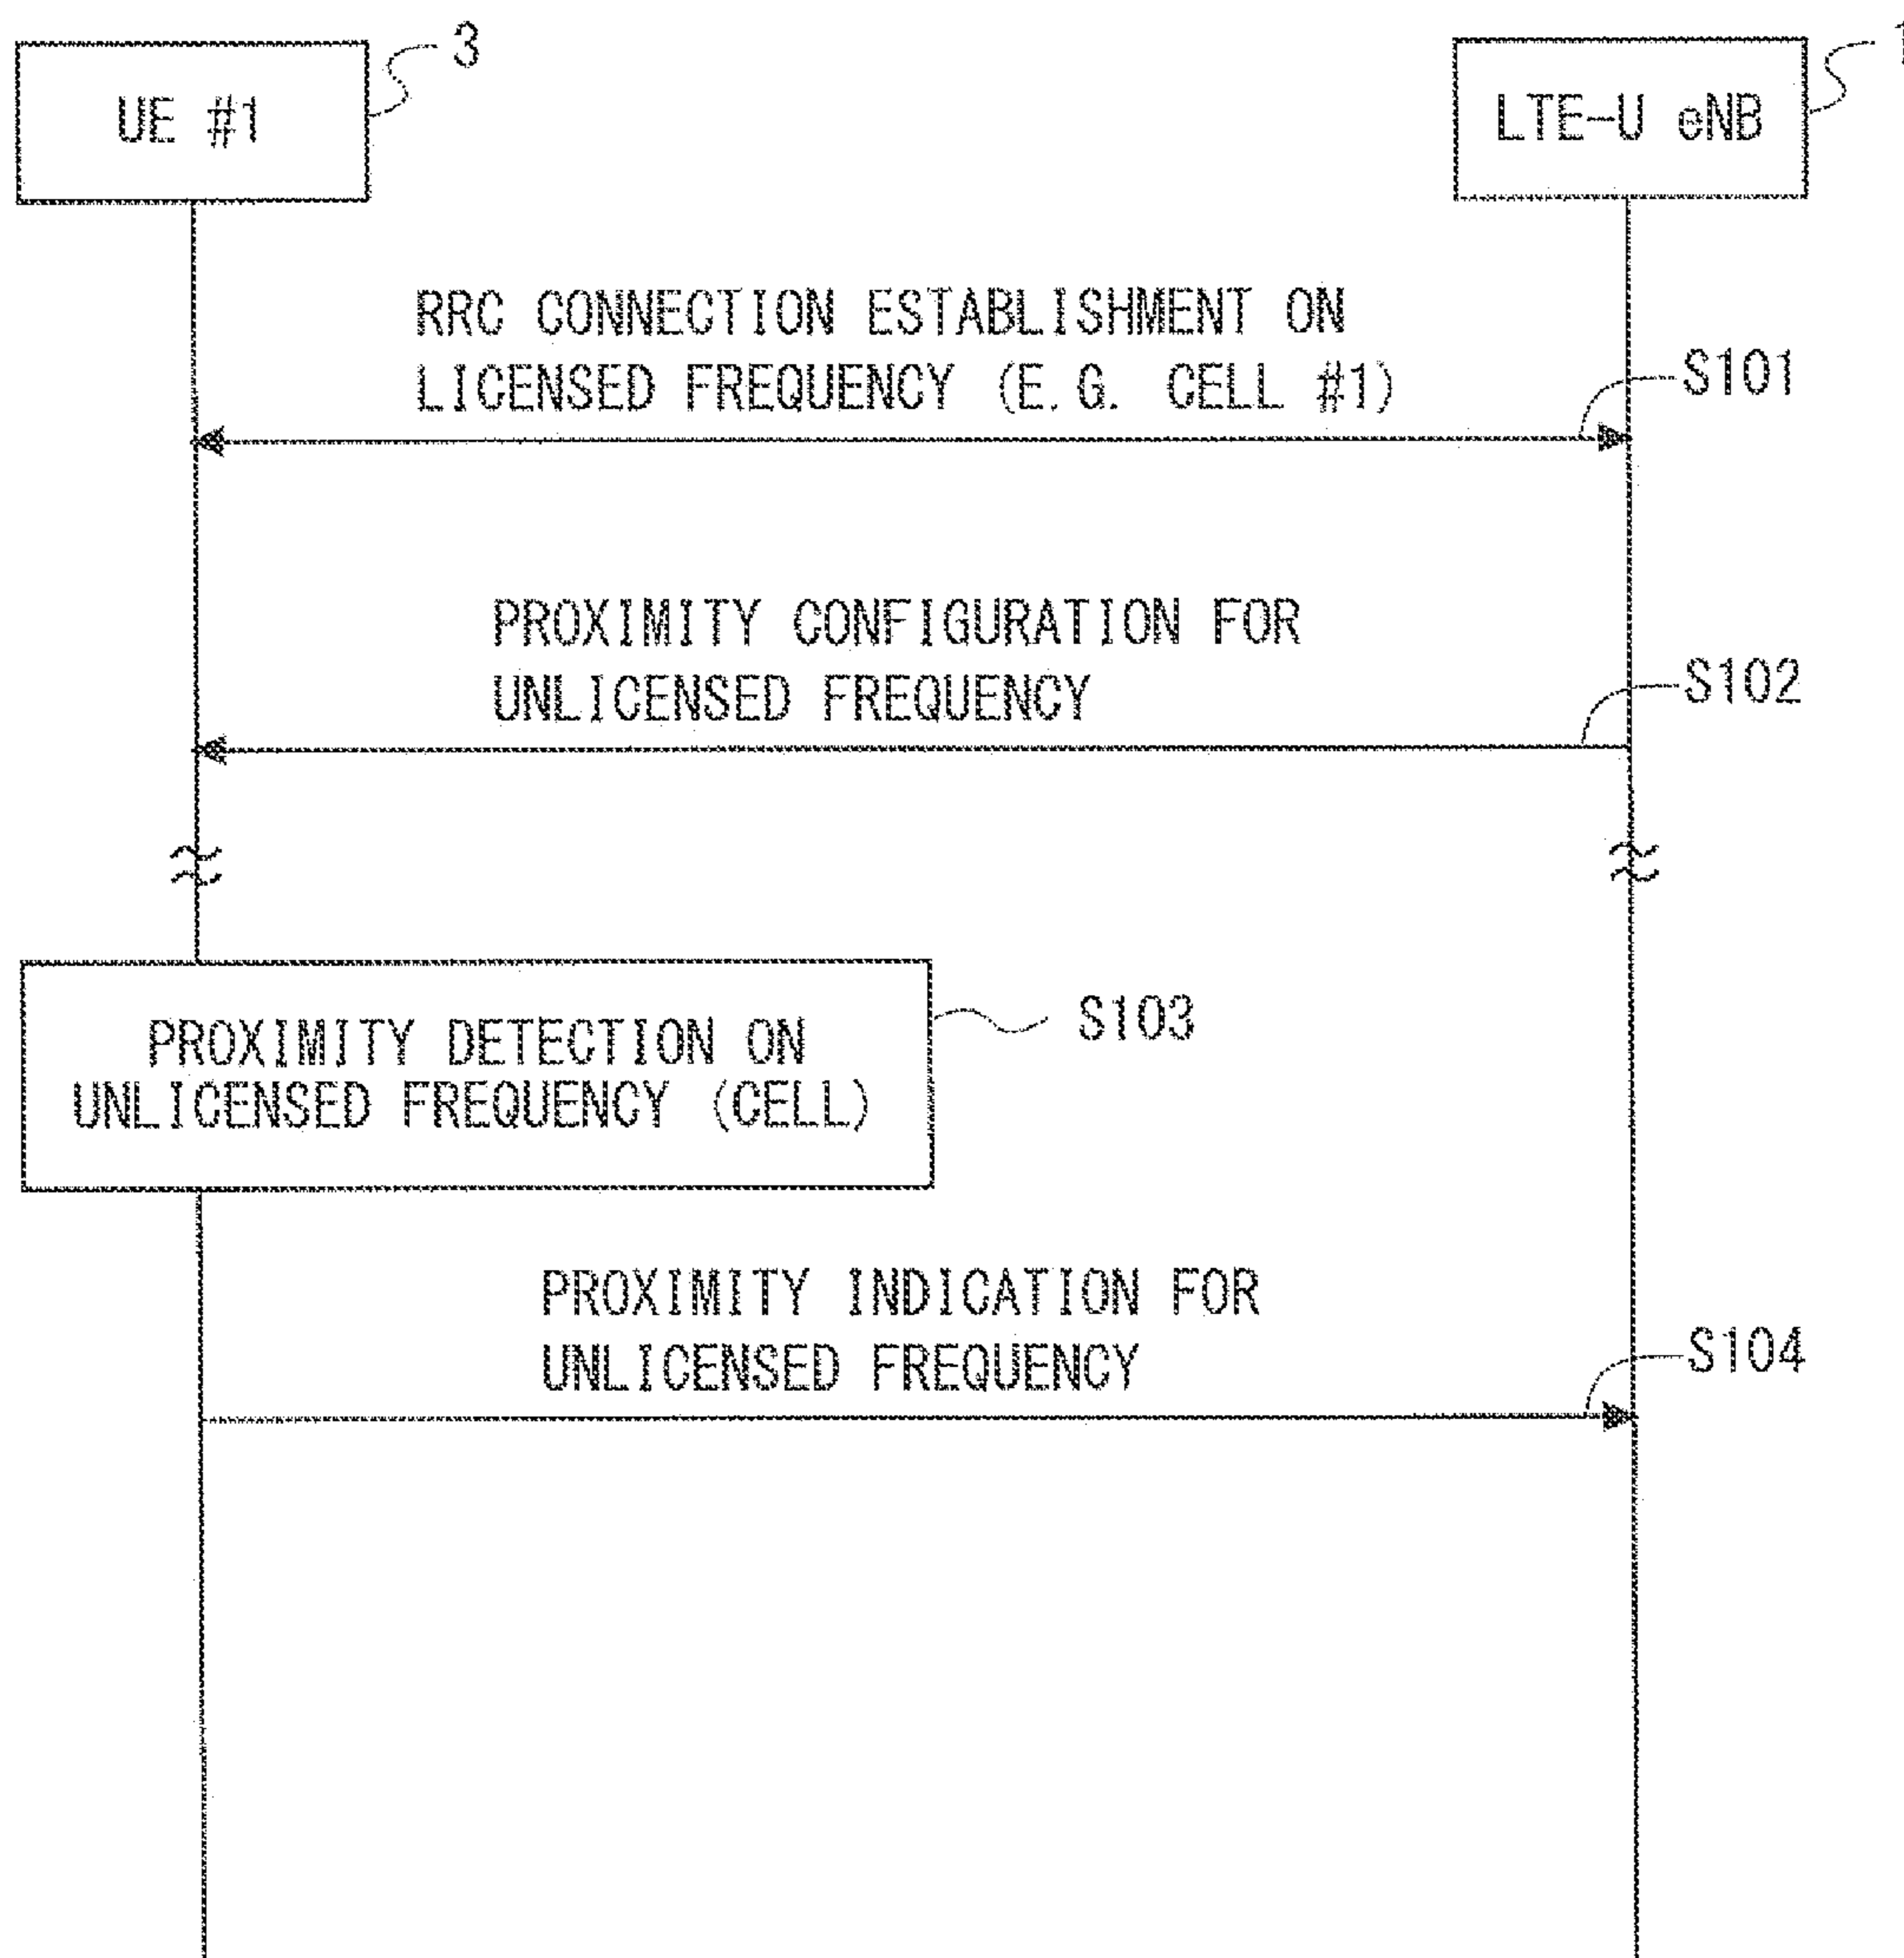 3
1
UE #1
LTE-U eNB
RRC CONNECTION ESTABLISHMENT ON
LICENSED FREQUENCY (E.G. CELL #1)
S101
PROXIMITY CONFIGURATION FOR
UNLICENSED FREQUENCY
S102
PROXIMITY DETECTION ON
UNLICENSED FREQUENCY (CELL)
S103
PROXIMITY INDICATION FOR
UNLICENSED FREQUENCY
S104